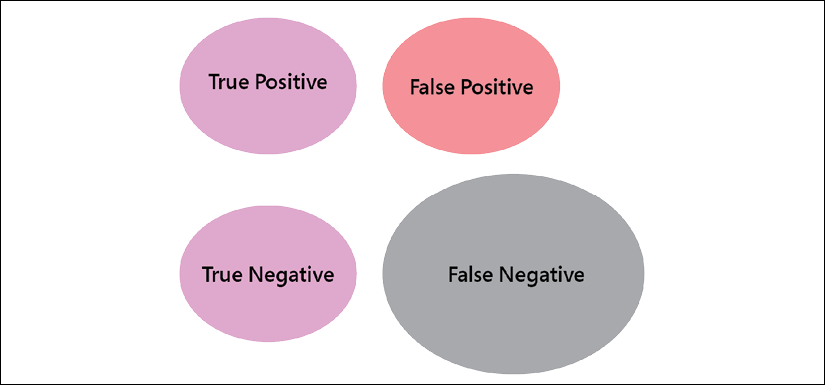 True Positive
False Positive
True Negative
False Negative